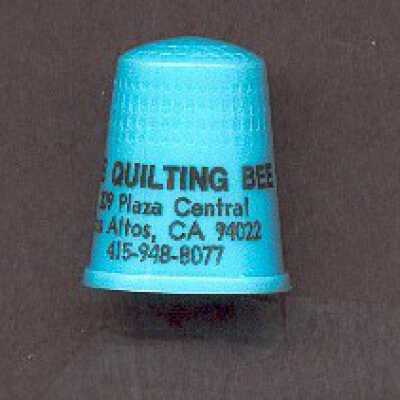 E QUILTING BEE
Plaza Central
Altos, CA 94022
415-948-8077